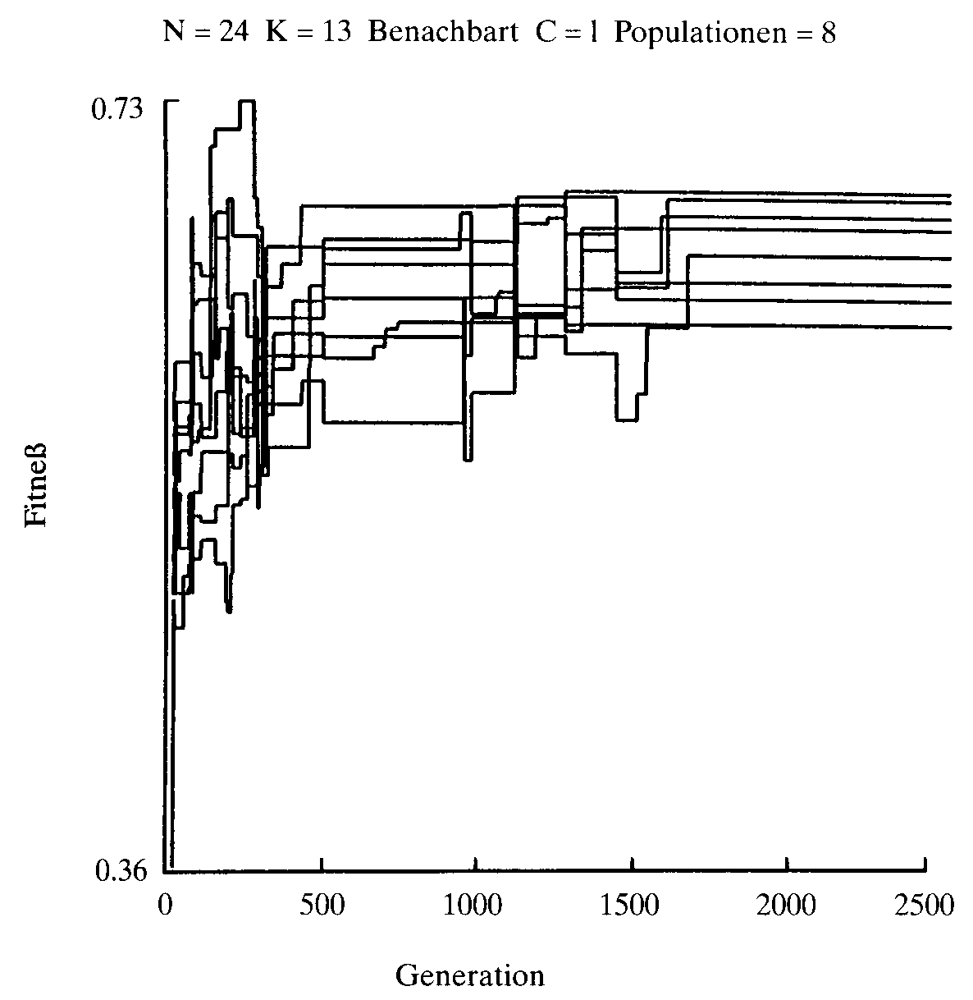 N = 24 K = 13 Benachbart C = 1 Populationen = 8
0.73
Fitneß
0.36
0 500 1000 1500 2000 2500
Generation